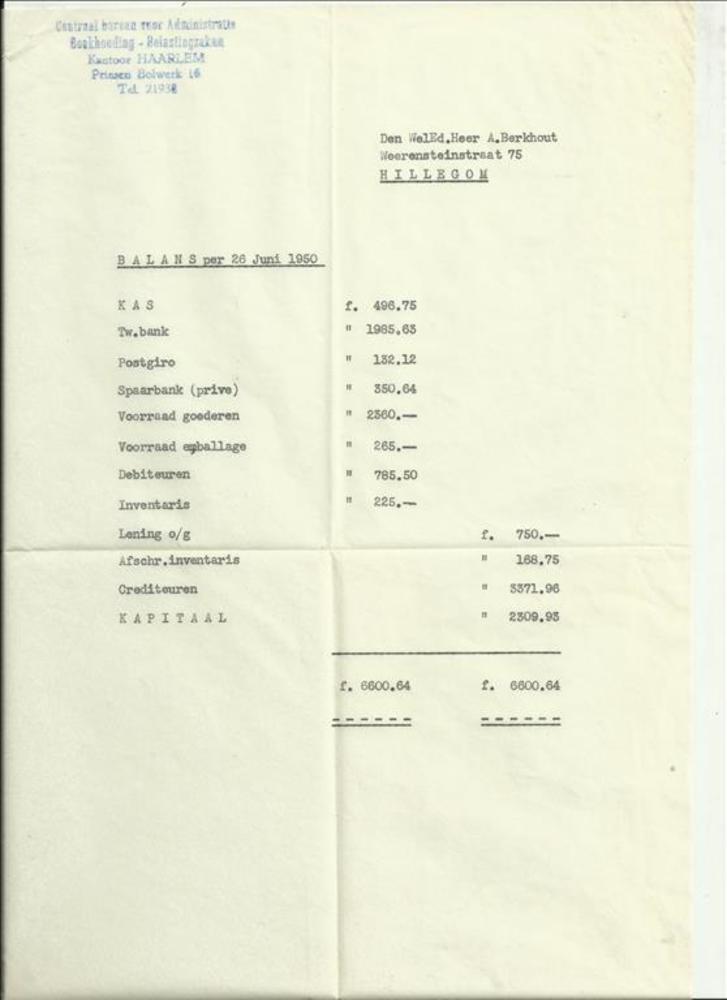 Centraal bureau voor Administratie
Boekhouding - Belastingzaken
Kantoor HAARLEM
Prinsen Bolwerk 16
Tel. 21938
Den WelEd.Heer A.Berkhout
Weerensteinstraat 75
H I L L E G O M
B A L A N S per 26 Juni 1950
K A S f. 496.75
Tw.bank " 1985.63
Postgiro " 132.12
Spaarbank (prive) " 350.64
Voorraad goederen " 2360.—
Voorraad emballage " 265.—
Debiteuren " 785.50
Inventaris " 225.—
Lening o/g f. 750.—
Afschr.inventaris " 168.75
Crediteuren " 3371.96
K A P I T A A L " 2309.93
f. 6600.64 f. 6600.64